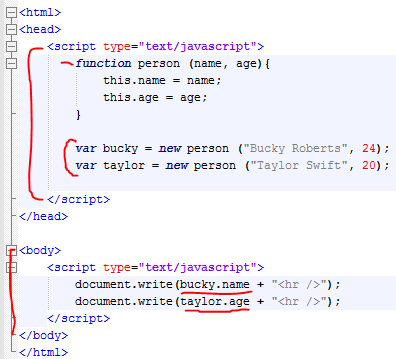 <html>
<head>
<script type="text/javascript">
function person (name, age){
this.name = name;
this.age = age;
}
var bucky = new person ("Bucky Roberts", 24);
var taylor = new person ("Taylor Swift", 20);
</script>
</head>
<body>
<script type="text/javascript">
document.write(bucky.name + "<hr />");
document.write(taylor.age + "<hr />");
</script>
</body>
</html>